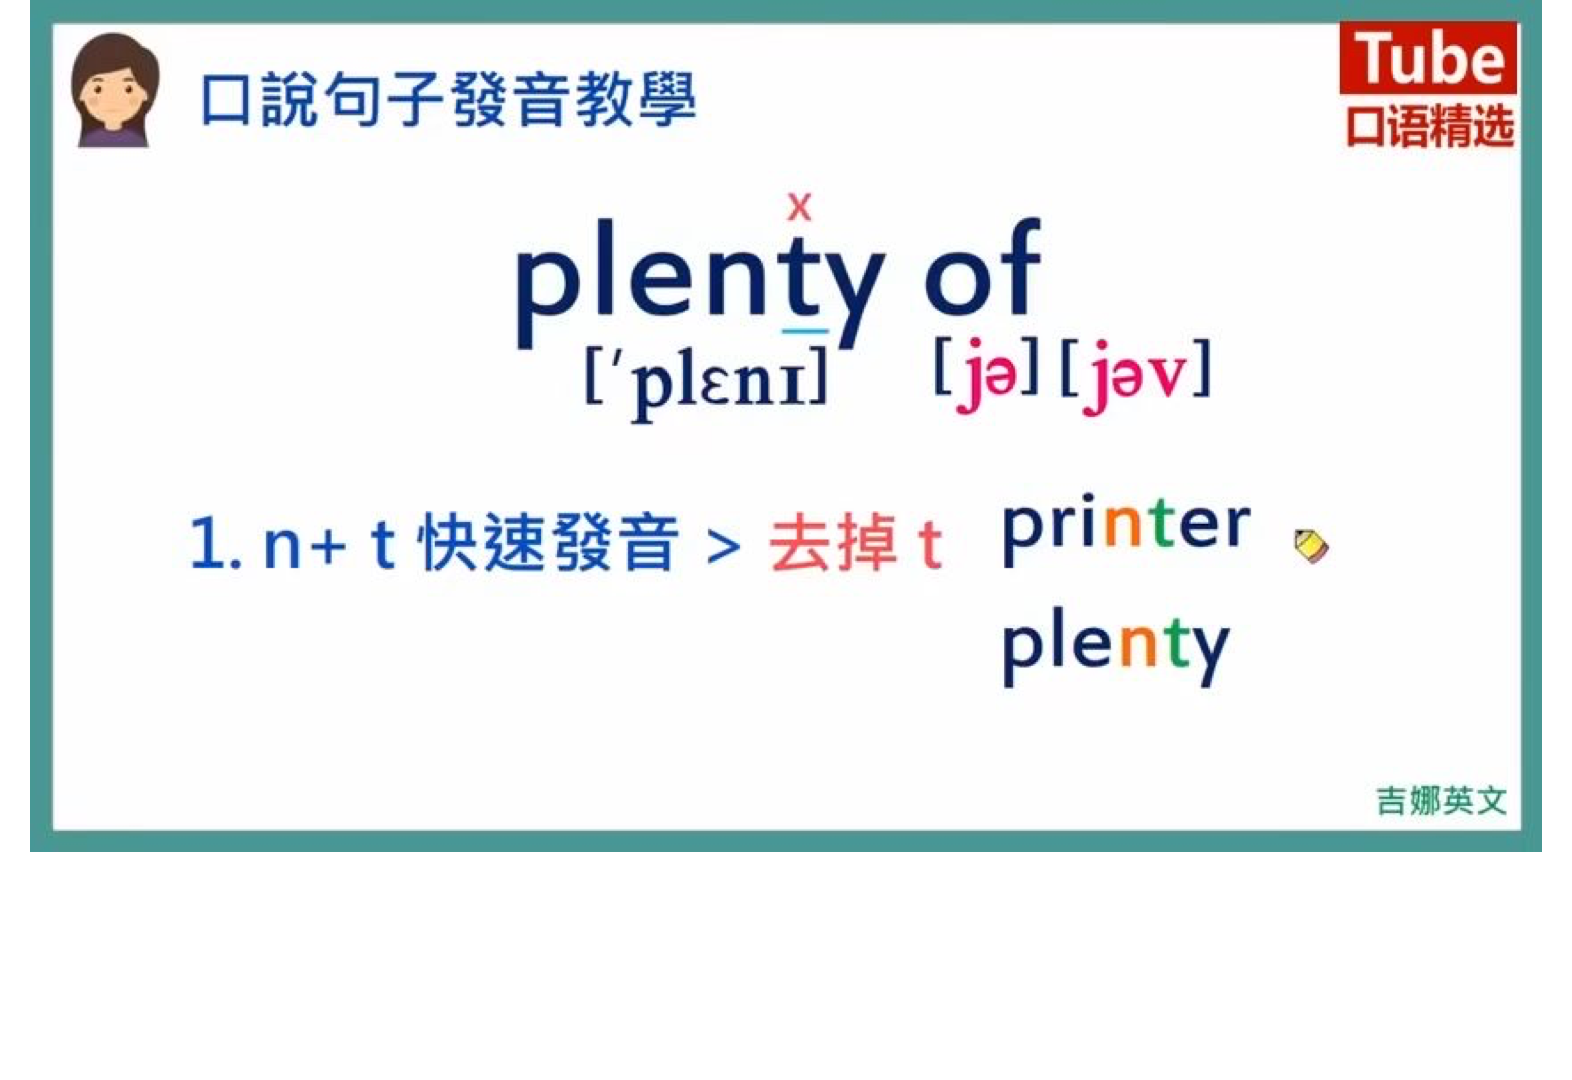 口說句子發音教學
Tube
口语精选
x
plenty of
[ˈplɛnɪ] [jə] [jəv]
1. n+ t 快速發音 > 去掉 t
printer
plenty
吉娜英文